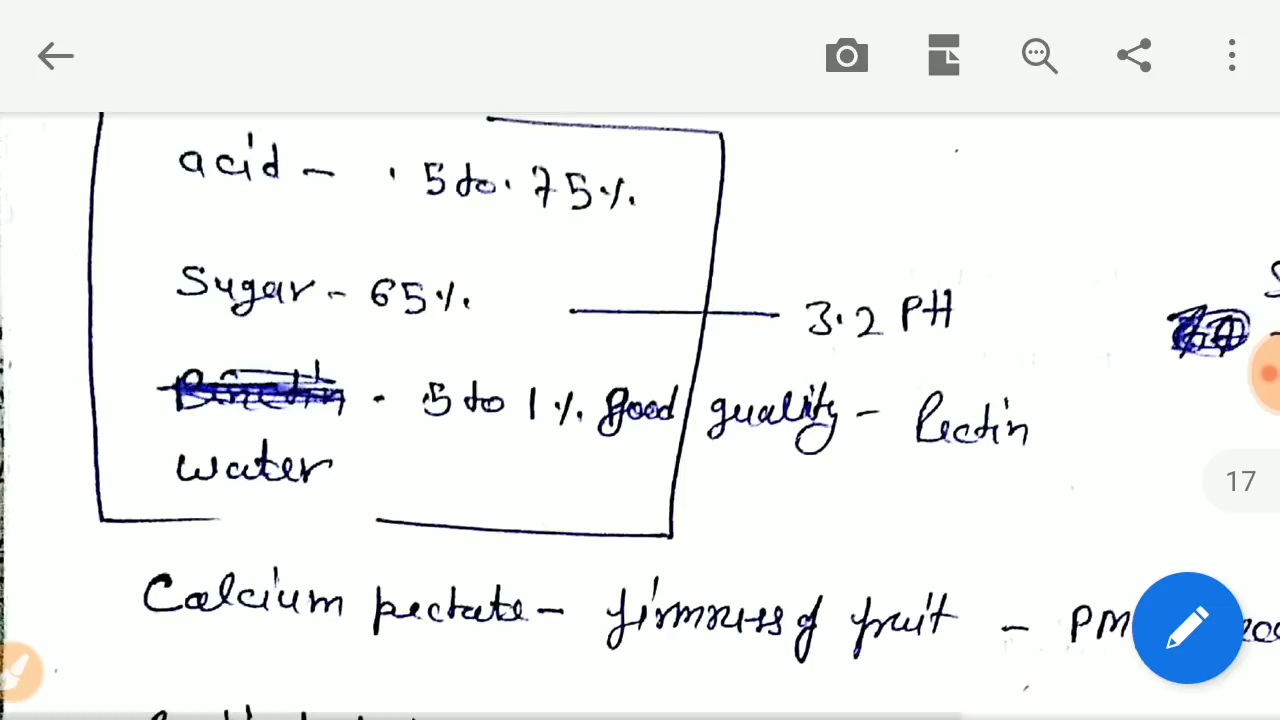 acid - .5 to .75%
Sugar - 65%
3.2 PH
.5 to 1% good quality - Pectin
water
17
Calcium pectate - firmness of fruit - PM